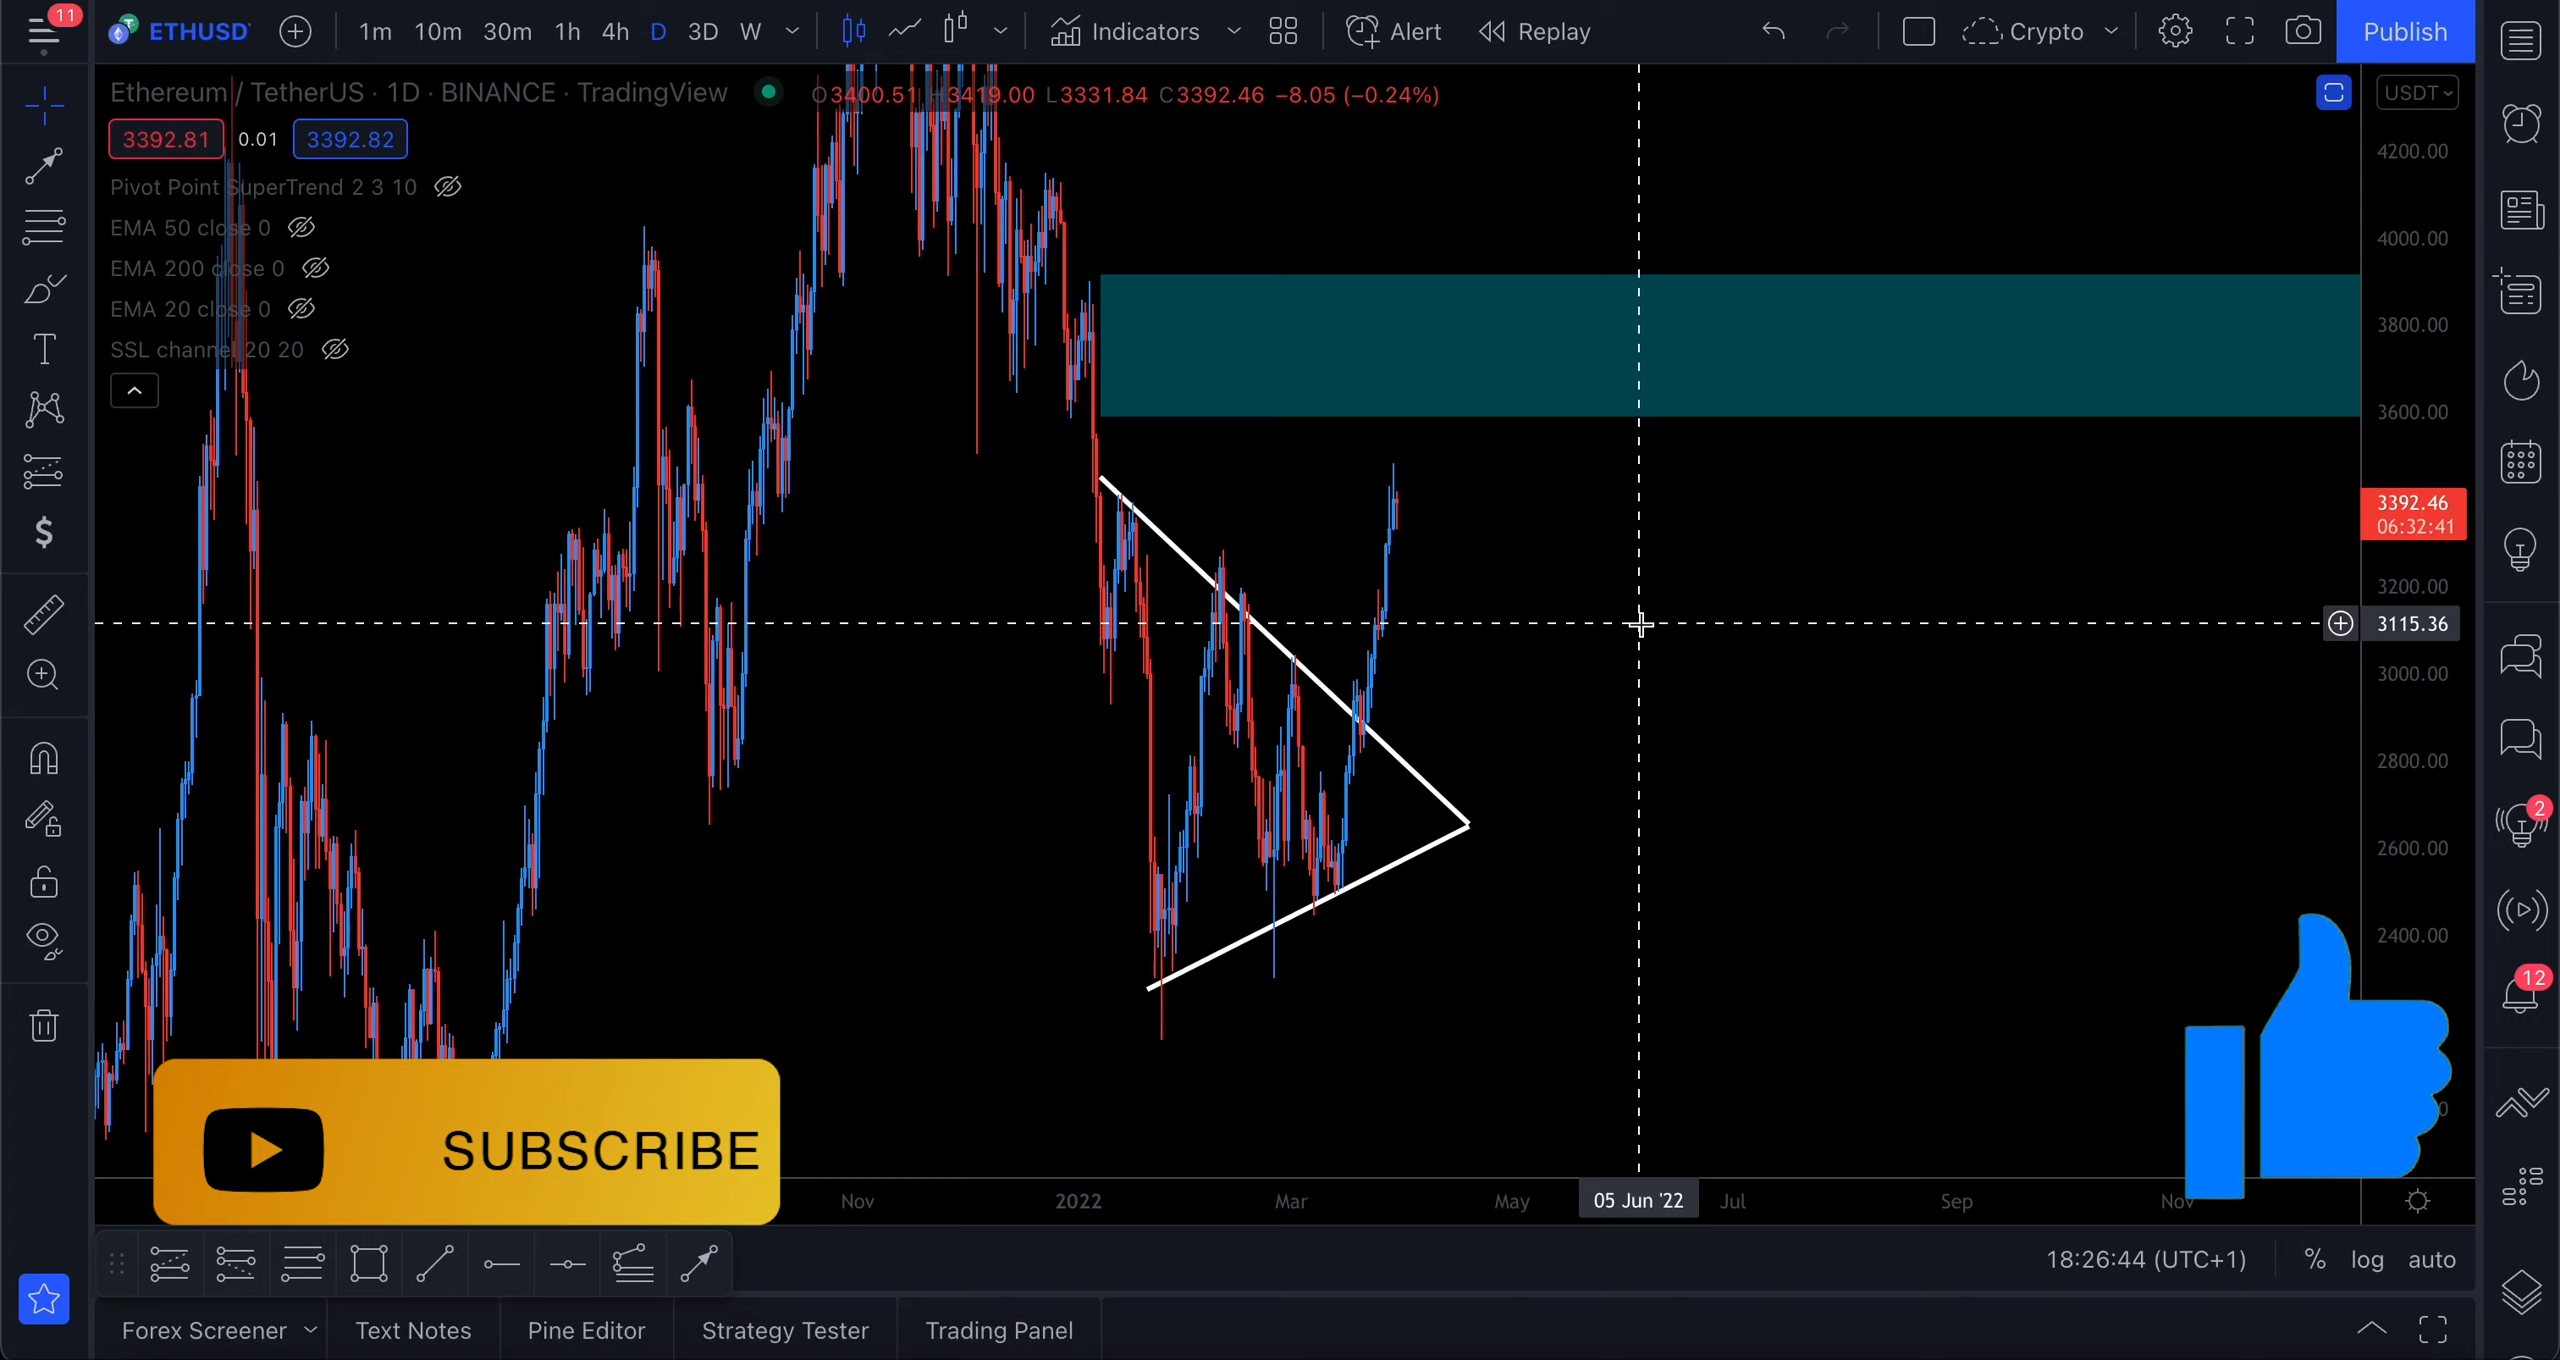 11
ETHUSDT
1m 10m 30m 1h 4h D 3D W Indicators Alert Replay Crypto Publish
Ethereum / TetherUS · 1D · BINANCE · TradingView O3400.51 H3419.00 L3331.84 C3392.46 −8.05 (−0.24%) USDT
3392.81 0.01 3392.82
Pivot Point SuperTrend 2 3 10
EMA 50 close 0
EMA 200 close 0
EMA 20 close 0
SSL channel 20 20
4200.00
4000.00
3800.00
3600.00
3392.46
06:32:41
3200.00
3115.36
3000.00
2800.00
2600.00
2400.00
2
12
SUBSCRIBE
Nov 2022 Mar May 05 Jun '22 Jul Sep Nov
18:26:44 (UTC+1) % log auto
Forex Screener Text Notes Pine Editor Strategy Tester Trading Panel